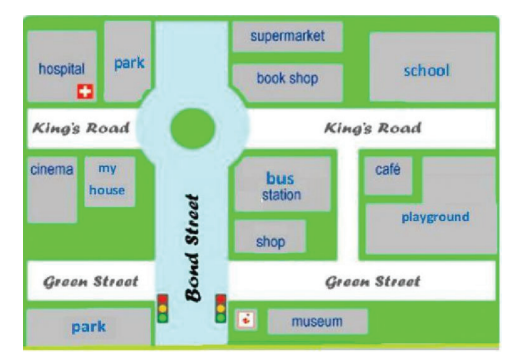 supermarket
hospital
park
book shop
school
King's Road
King's Road
cinema
my
house
bus
station
café
playground
Bond Street
shop
Green Street
Green Street
park
i
museum